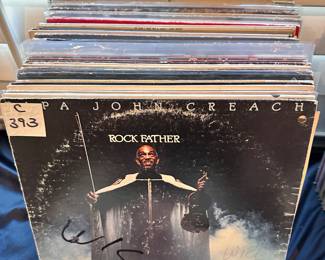 C
393
PA JOHN CREACH
ROCK FATHER